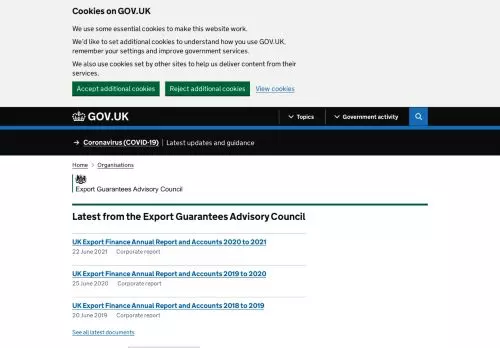 Cookies on GOV.UK
We use some essential cookies to make this website work.
We'd like to set additional cookies to understand how you use GOV.UK,
remember your settings and improve government services.
We also use cookies set by other sites to help us deliver content from their
services.
Accept additional cookies Reject additional cookies View cookies
GOV.UK Topics Government activity
→ Coronavirus (COVID-19) Latest updates and guidance
Home > Organisations
Export Guarantees Advisory Council
Latest from the Export Guarantees Advisory Council
UK Export Finance Annual Report and Accounts 2020 to 2021
22 June 2021 Corporate report
UK Export Finance Annual Report and Accounts 2019 to 2020
25 June 2020 Corporate report
UK Export Finance Annual Report and Accounts 2018 to 2019
20 June 2019 Corporate report
See all latest documents